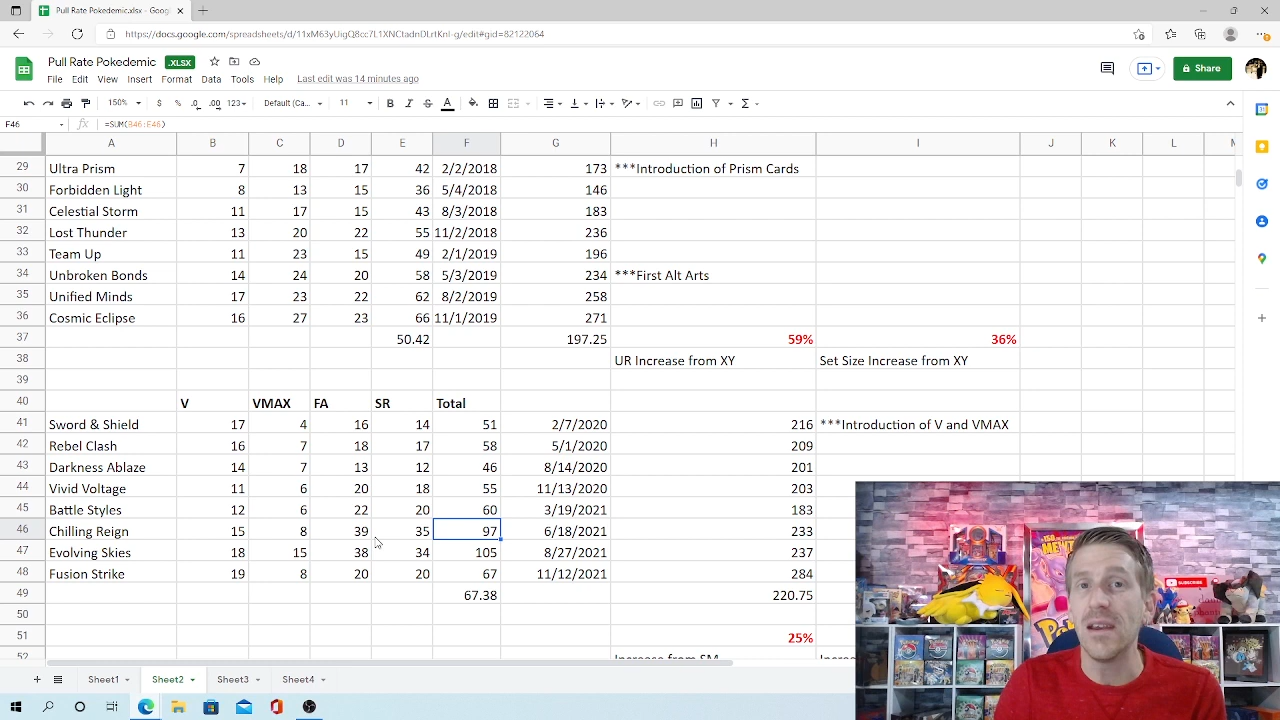 Pull Rate Pokedemic.xlsx - Goog
https://docs.google.com/spreadsheets/d/11xM63yUigQ8cc7L1XNCtadnDLrtKnI-g/edit#gid=82122064
Pull Rate Pokedemic .XLSX
Share
File Edit View Insert Format Data Tools Help Last edit was 14 minutes ago
150% $ % .0 .00 123 Default (Ca... 11 B I S A
F46 fx =SUM(B46:E46)
A B C D E F G H I J K L M
29 Ultra Prism 7 18 17 42 2/2/2018 173 ***Introduction of Prism Cards
30 Forbidden Light 8 13 15 36 5/4/2018 146
31 Celestial Storm 11 17 15 43 8/3/2018 183
32 Lost Thunder 13 20 22 55 11/2/2018 236
33 Team Up 11 23 15 49 2/1/2019 196
34 Unbroken Bonds 14 24 20 58 5/3/2019 234 ***First Alt Arts
35 Unified Minds 17 23 22 62 8/2/2019 258
36 Cosmic Eclipse 16 27 23 66 11/1/2019 271
37 50.42 197.25 59% 36%
38 UR Increase from XY Set Size Increase from XY
39
40 V VMAX FA SR Total
41 Sword & Shield 17 4 16 14 51 2/7/2020 216 ***Introduction of V and VMAX
42 Rebel Clash 16 7 18 17 58 5/1/2020 209
43 Darkness Ablaze 14 7 13 12 46 8/14/2020 201
44 Vivid Voltage 11 6 20 18 55 11/13/2020 203
45 Battle Styles 12 6 22 20 60 3/19/2021 183
46 Chilling Reign 15 8 39 35 97 6/18/2021 233
47 Evolving Skies 18 15 38 34 105 8/27/2021 237
48 Fusion Strike 19 8 20 20 67 11/12/2021 284
49 67.38 220.75
50
51 25%
52 Increase from SM
SUBSCRIBE
Sheet1 Sheet2 Sheet3 Sheet4